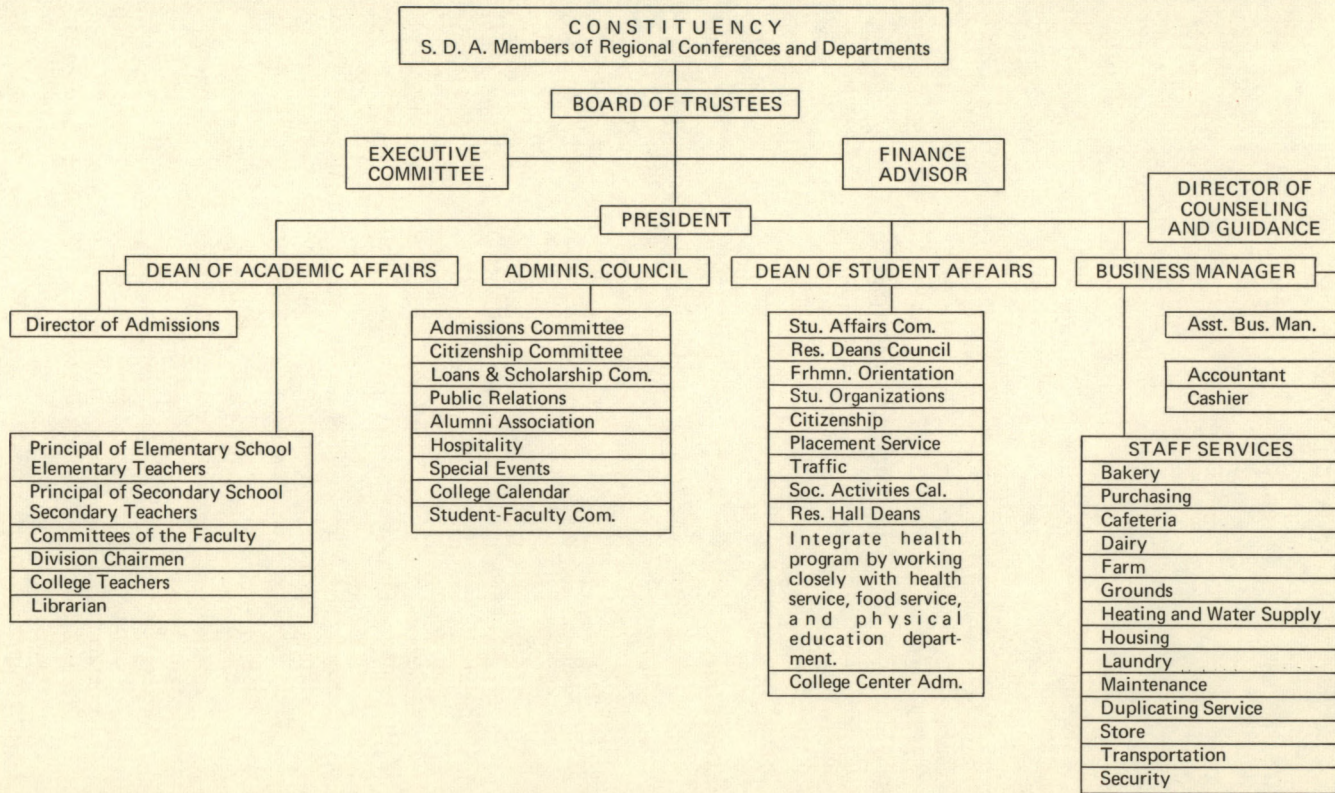 CONSTITUENCY
S. D. A. Members of Regional Conferences and Departments
BOARD OF TRUSTEES
EXECUTIVE
COMMITTEE
FINANCE
ADVISOR
PRESIDENT
DIRECTOR OF
COUNSELING
AND GUIDANCE
DEAN OF ACADEMIC AFFAIRS
ADMINIS. COUNCIL
DEAN OF STUDENT AFFAIRS
BUSINESS MANAGER
Director of Admissions
Principal of Elementary School
Elementary Teachers
Principal of Secondary School
Secondary Teachers
Committees of the Faculty
Division Chairmen
College Teachers
Librarian
Admissions Committee
Citizenship Committee
Loans & Scholarship Com.
Public Relations
Alumni Association
Hospitality
Special Events
College Calendar
Student-Faculty Com.
Stu. Affairs Com.
Res. Deans Council
Frhmn. Orientation
Stu. Organizations
Citizenship
Placement Service
Traffic
Soc. Activities Cal.
Res. Hall Deans
Integrate health
program by working
closely with health
service, food service,
and physical
education depart-
ment.
College Center Adm.
Asst. Bus. Man.
Accountant
Cashier
STAFF SERVICES
Bakery
Purchasing
Cafeteria
Dairy
Farm
Grounds
Heating and Water Supply
Housing
Laundry
Maintenance
Duplicating Service
Store
Transportation
Security